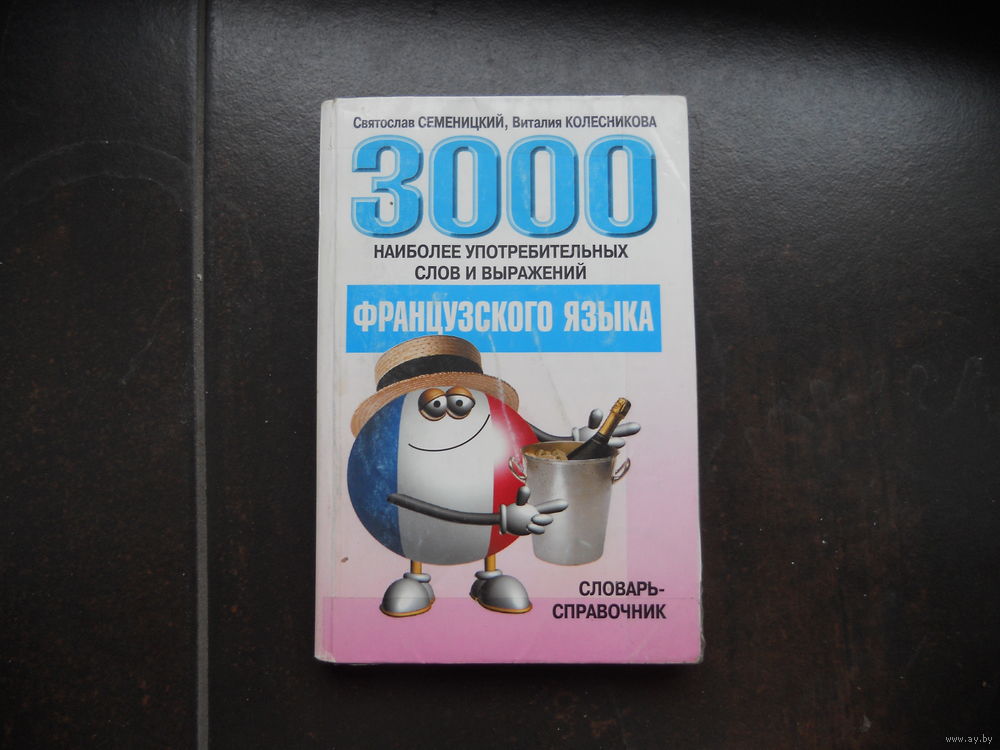 Святослав СЕМЕНИЦКИЙ, Виталия КОЛЕСНИКОВА
3000
НАИБОЛЕЕ УПОТРЕБИТЕЛЬНЫХ
СЛОВ И ВЫРАЖЕНИЙ
ФРАНЦУЗСКОГО ЯЗЫКА
СЛОВАРЬ-
СПРАВОЧНИК
www.ay.by